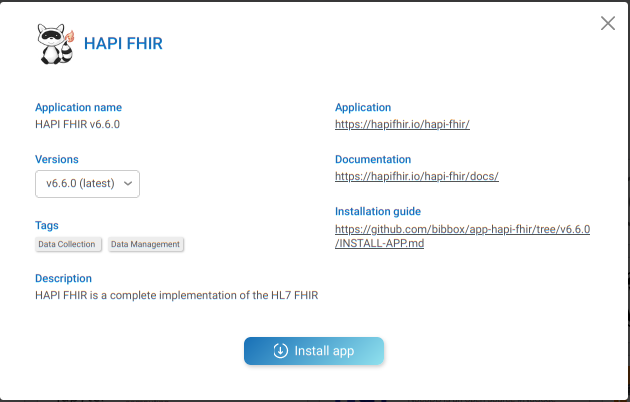 HAPI FHIR
Application name
HAPI FHIR v6.6.0
Versions
v6.6.0 (latest)
Tags
Data Collection
Data Management
Description
HAPI FHIR is a complete implementation of the HL7 FHIR
Application
https://hapifhir.io/hapi-fhir/
Documentation
https://hapifhir.io/hapi-fhir/docs/
Installation guide
https://github.com/bibbox/app-hapi-fhir/tree/v6.6.0
/INSTALL-APP.md
Install app